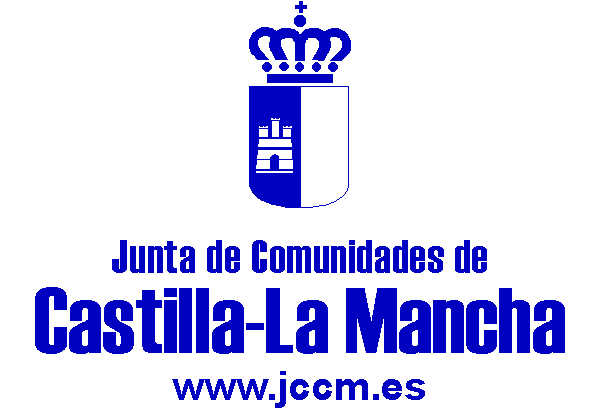 Junta de Comunidades de
Castilla-La Mancha
www.jccm.es